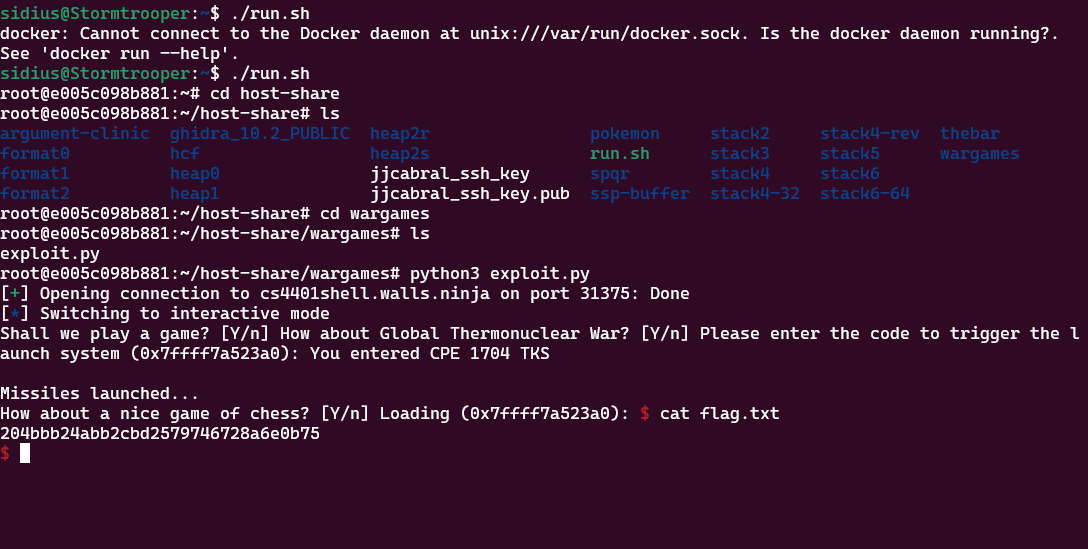 sidius@Stormtrooper:~$ ./run.sh
docker: Cannot connect to the Docker daemon at unix:///var/run/docker.sock. Is the docker daemon running?.
See 'docker run --help'.
sidius@Stormtrooper:~$ ./run.sh
root@e005c098b881:~# cd host-share
root@e005c098b881:~/host-share# ls
argument-clinic  ghidra_10.2_PUBLIC  heap2r                pokemon     stack2     stack4-rev  thebar
format0          hcf                 heap2s                run.sh      stack3     stack5      wargames
format1          heap0               jjcabral_ssh_key      spqr        stack4     stack6
format2          heap1               jjcabral_ssh_key.pub  ssp-buffer  stack4-32  stack6-64
root@e005c098b881:~/host-share# cd wargames
root@e005c098b881:~/host-share/wargames# ls
exploit.py
root@e005c098b881:~/host-share/wargames# python3 exploit.py
[+] Opening connection to cs4401shell.walls.ninja on port 31375: Done
[*] Switching to interactive mode
Shall we play a game? [Y/n] How about Global Thermonuclear War? [Y/n] Please enter the code to trigger the l
aunch system (0x7ffff7a523a0): You entered CPE 1704 TKS
Missiles launched...
How about a nice game of chess? [Y/n] Loading (0x7ffff7a523a0): $ cat flag.txt
204bbb24abb2cbd2579746728a6e0b75
$